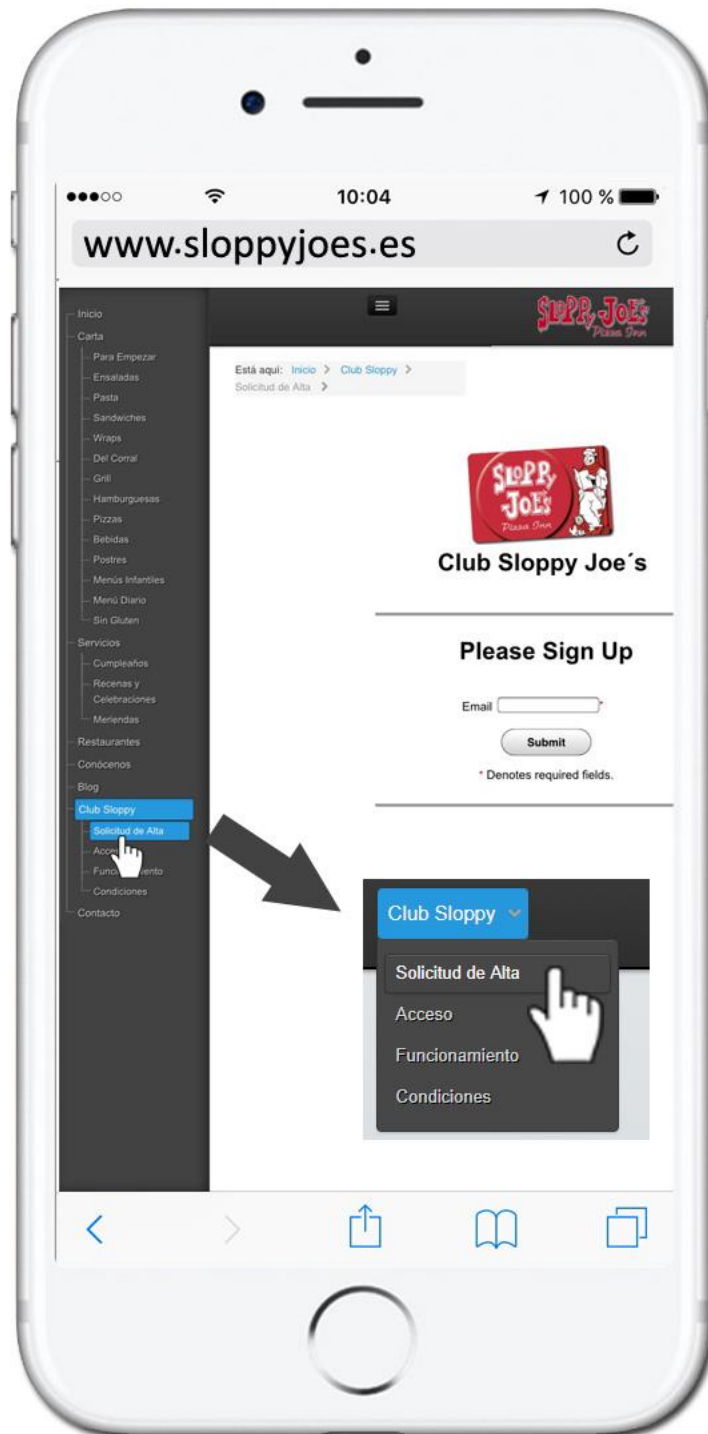 10:04
100 %
www.sloppyjoes.es
Inicio
Carta
Para Empezar
Ensaladas
Pasta
Sandwiches
Wraps
Del Corral
Grill
Hamburguesas
Pizzas
Bebidas
Postres
Menús Infantiles
Menú Diario
Sin Gluten
Servicios
Cumpleaños
Recenas y
Celebraciones
Meriendas
Restaurantes
Conócenos
Blog
Club Sloppy
Solicitud de Alta
Condiciones
Contacto
SLOPPY JOE'S
Pizza Inn
Está aquí: Inicio > Club Sloppy >
Solicitud de Alta >
SLOPPY
JOE'S
Pizza Inn
Club Sloppy Joe´s
Please Sign Up
Email *
Submit
* Denotes required fields.
Club Sloppy
Solicitud de Alta
Acceso
Funcionamiento
Condiciones